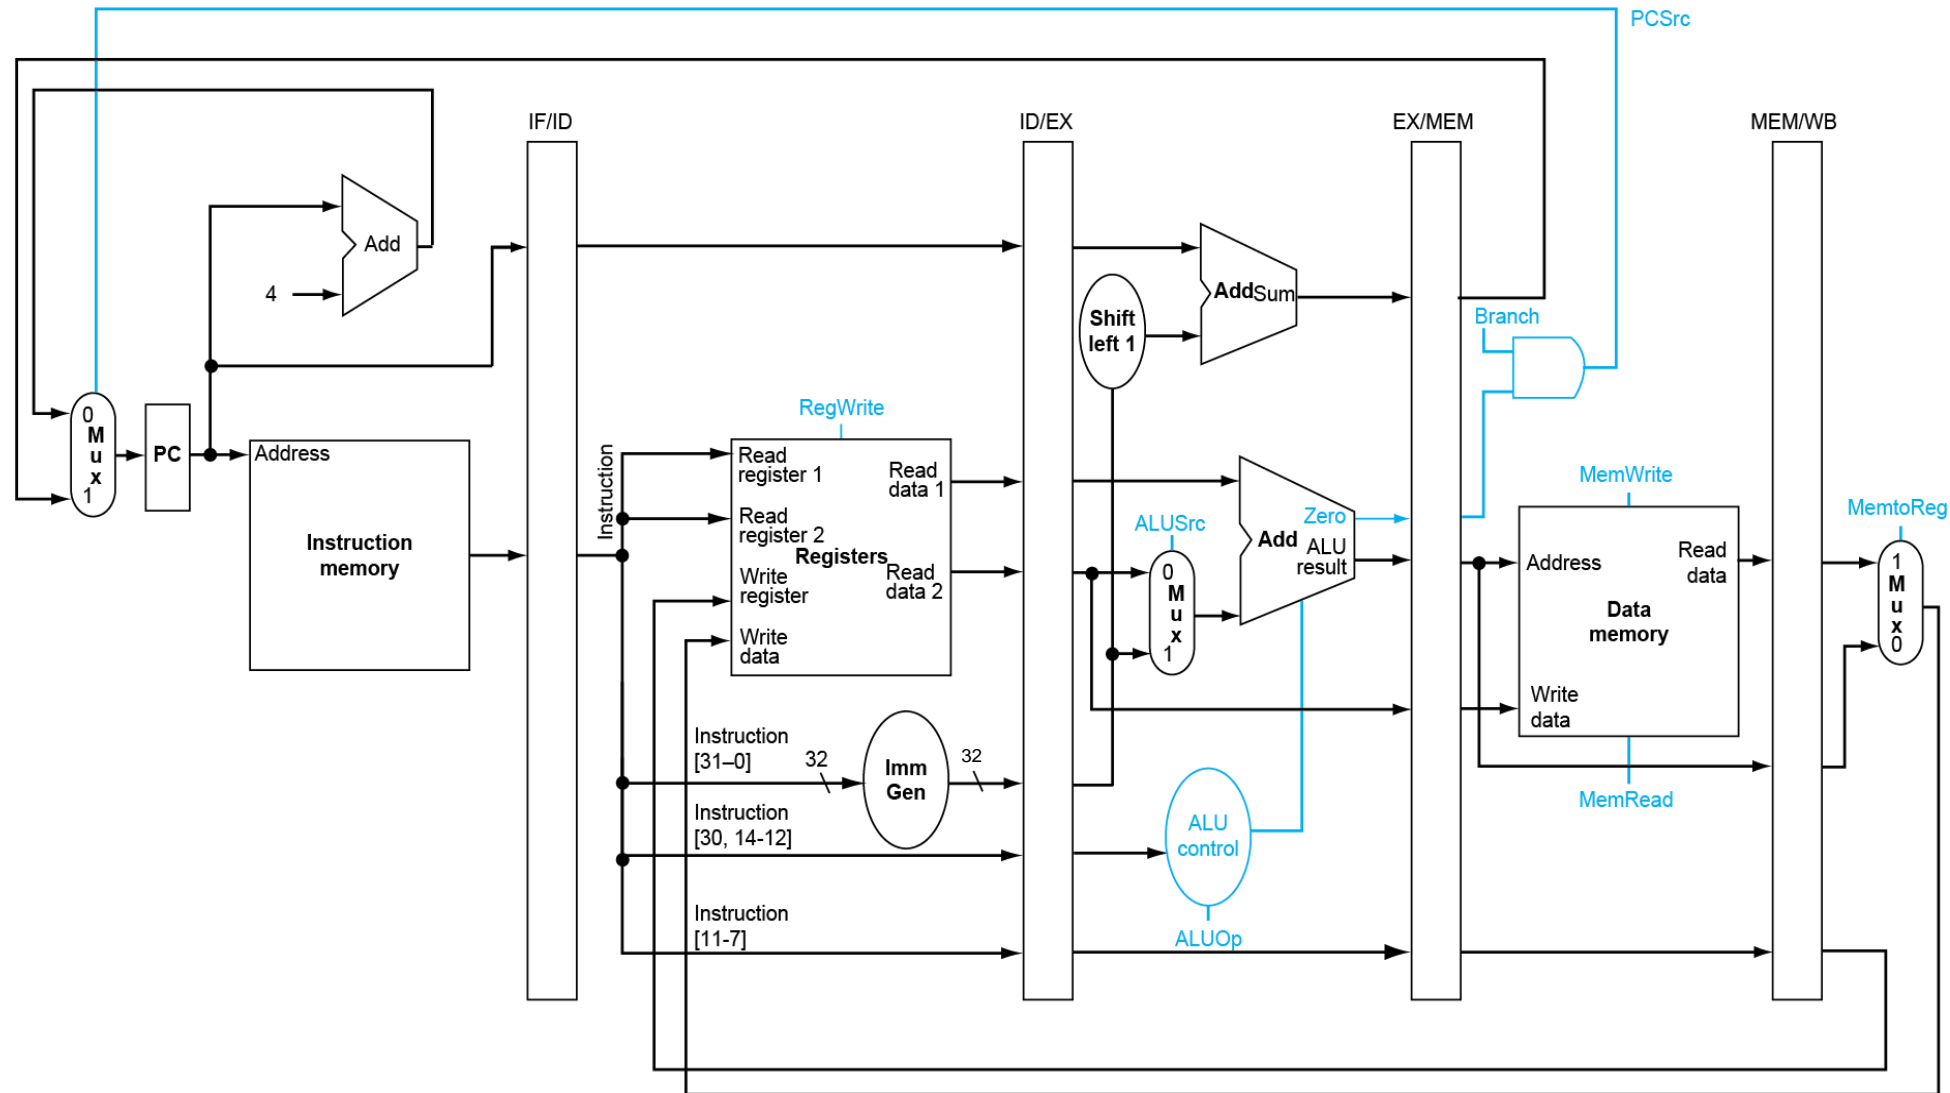 PCSrc
IF/ID
ID/EX
EX/MEM
MEM/WB
Add
4
Shift
left 1
AddSum
Branch
0
M
u
x
1
PC
Address
Instruction
memory
Instruction
RegWrite
Read
register 1
Read
register 2
Write
register
Write
data
Registers
Read
data 1
Read
data 2
ALUSrc
0
M
u
x
1
Zero
Add
ALU
result
MemWrite
Address
Read
data
Data
memory
Write
data
MemRead
MemtoReg
1
M
u
x
0
Instruction
[31–0]
32
Imm
Gen
32
Instruction
[30, 14-12]
ALU
control
Instruction
[11-7]
ALUOp